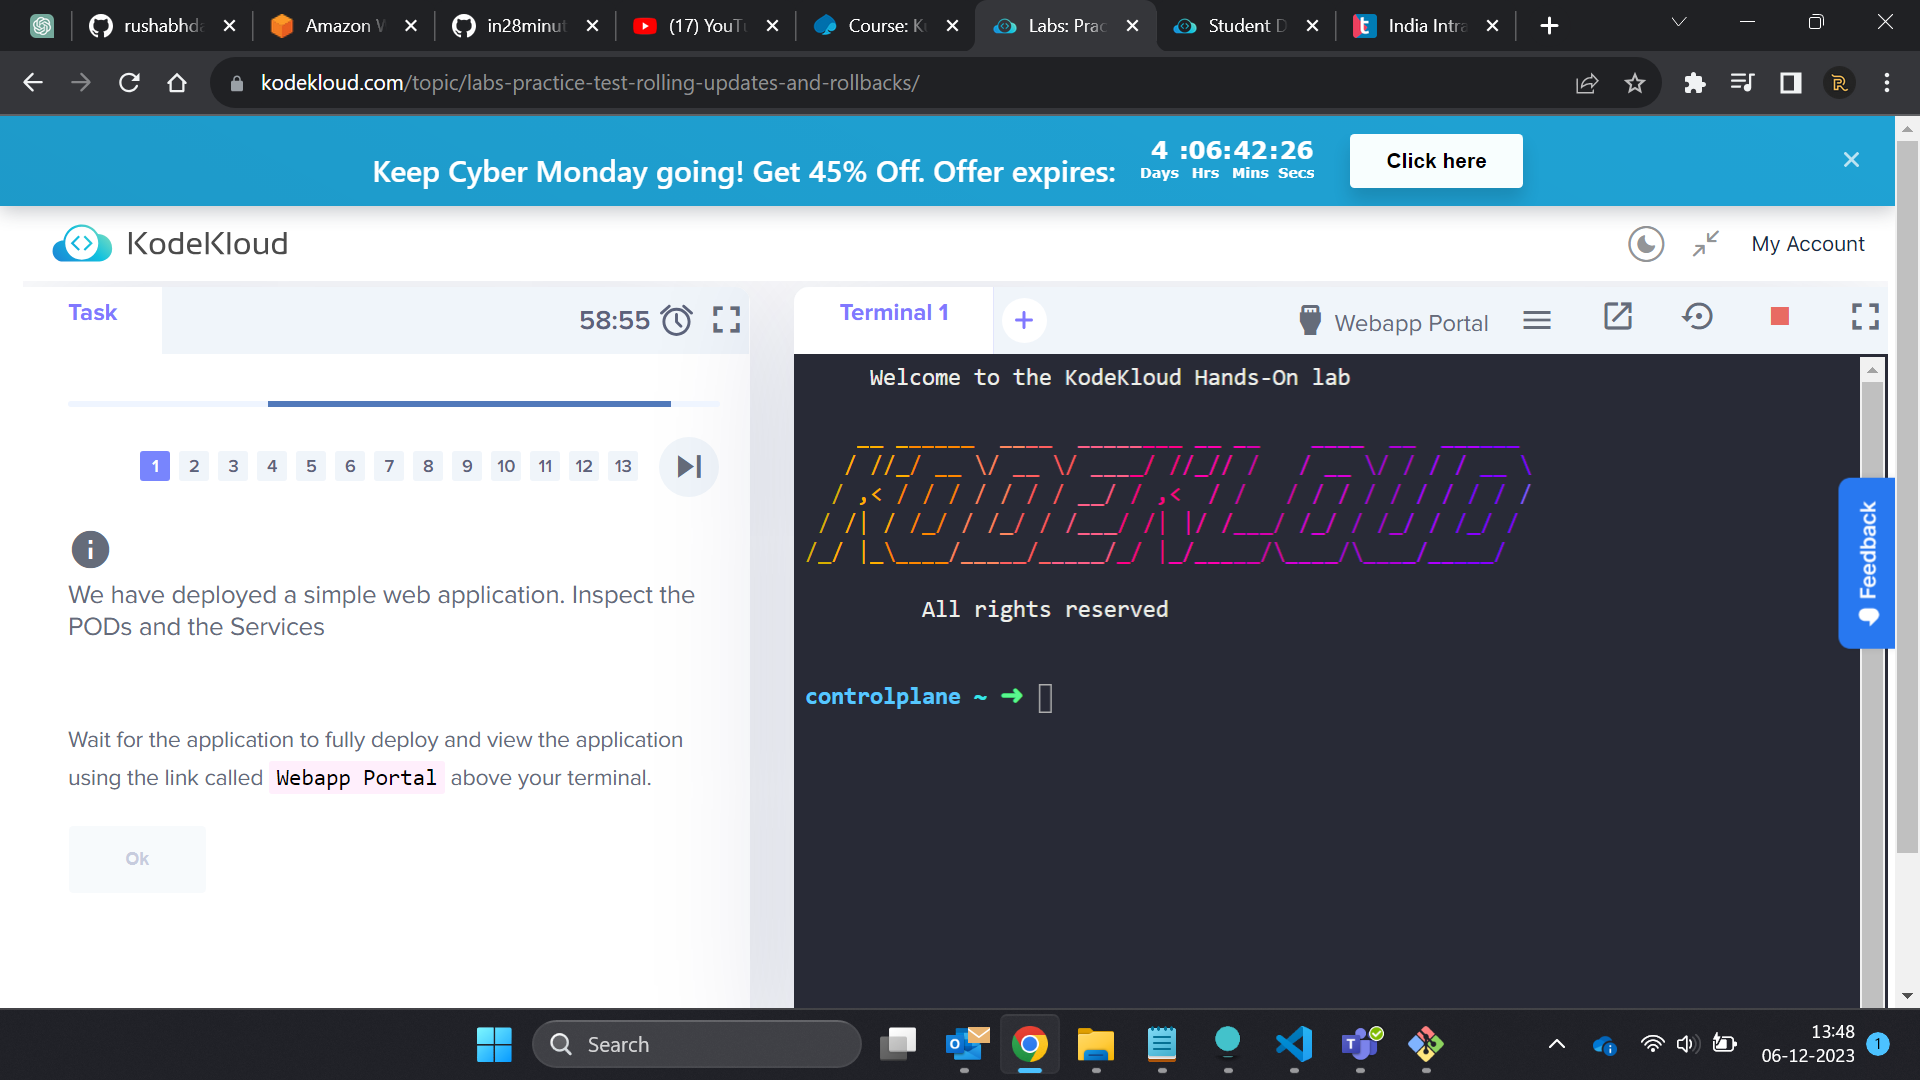 rushabhda
Amazon W
in28minut
(17) YouTu
Course: Ku
Labs: Prac
Student D
India Intra
kodekloud.com/topic/labs-practice-test-rolling-updates-and-rollbacks/
Keep Cyber Monday going! Get 45% Off. Offer expires:
4 :06:42:26
Days Hrs Mins Secs
Click here
KodeKloud
My Account
Task
58:55
Terminal 1
Webapp Portal
1 2 3 4 5 6 7 8 9 10 11 12 13
We have deployed a simple web application. Inspect the
PODs and the Services
Wait for the application to fully deploy and view the application
using the link called Webapp Portal above your terminal.
Ok
Welcome to the KodeKloud Hands-On lab
KODEKLOUD
All rights reserved
controlplane ~ ➜
Feedback
Search
13:48
06-12-2023
1